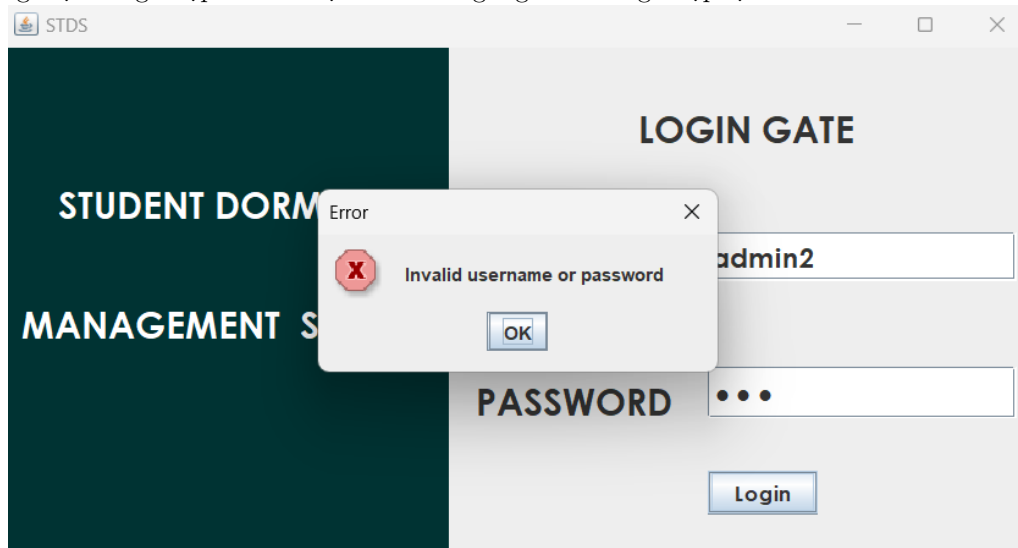 STDS
LOGIN GATE
STUDENT DORM
Error
Invalid username or password
admin2
OK
MANAGEMENT S
PASSWORD
Login